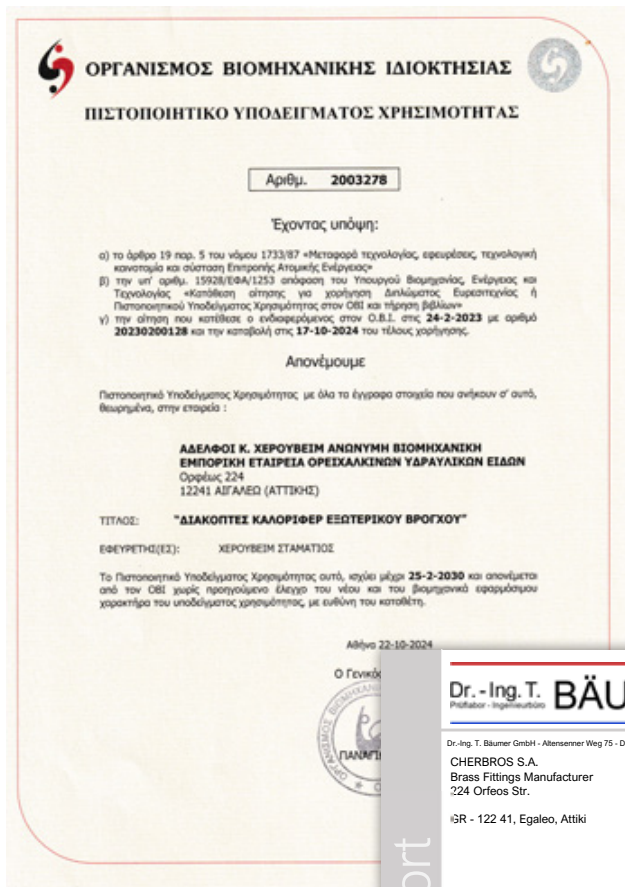 ΟΡΓΑΝΙΣΜΟΣ ΒΙΟΜΗΧΑΝΙΚΗΣ ΙΔΙΟΚΤΗΣΙΑΣ
ΠΙΣΤΟΠΟΙΗΤΙΚΟ ΥΠΟΔΕΙΓΜΑΤΟΣ ΧΡΗΣΙΜΟΤΗΤΑΣ
Αριθμ. 2003278
Έχοντας υπόψη:
α) το άρθρο 19 παρ. 5 του νόμου 1733/87 «Μεταφορά τεχνολογίας, εφευρέσεις, τεχνολογική
καινοτομία και σύσταση Επιτροπής Ατομικής Ενέργειας»
β) την υπ' αριθμ. 15928/ΕΦΑ/1253 απόφαση του Υπουργού Βιομηχανίας, Ενέργειας και
Τεχνολογίας «Κατάθεση αίτησης για χορήγηση Διπλώματος Ευρεσιτεχνίας ή
Πιστοποιητικού Υποδείγματος Χρησιμότητας στον ΟΒΙ και τήρηση βιβλίων»
γ) την αίτηση που κατέθεσε ο ενδιαφερόμενος στον Ο.Β.Ι. στις 24-2-2023 με αριθμό
20230200128 και την καταβολή στις 17-10-2024 του τέλους χορήγησης.
Απονέμουμε
Πιστοποιητικό Υποδείγματος Χρησιμότητας με όλα τα έγγραφα στοιχεία που ανήκουν σ' αυτό,
θεωρημένα, στην εταιρεία :
ΑΔΕΛΦΟΙ Κ. ΧΕΡΟΥΒΕΙΜ ΑΝΩΝΥΜΗ ΒΙΟΜΗΧΑΝΙΚΗ
ΕΜΠΟΡΙΚΗ ΕΤΑΙΡΕΙΑ ΟΡΕΙΧΑΛΚΙΝΩΝ ΥΔΡΑΥΛΙΚΩΝ ΕΙΔΩΝ
Ορφέως 224
12241 ΑΙΓΑΛΕΩ (ΑΤΤΙΚΗΣ)
ΤΙΤΛΟΣ: "ΔΙΑΚΟΠΤΕΣ ΚΑΛΟΡΙΦΕΡ ΕΞΩΤΕΡΙΚΟΥ ΒΡΟΓΧΟΥ"
ΕΦΕΥΡΕΤΗΣ(ΕΣ): ΧΕΡΟΥΒΕΙΜ ΣΤΑΜΑΤΙΟΣ
Το Πιστοποιητικό Υποδείγματος Χρησιμότητας αυτό, ισχύει μέχρι 25-2-2030 και απονέμεται
από τον ΟΒΙ χωρίς προηγούμενο έλεγχο του νέου και του βιομηχανικά εφαρμόσιμου
χαρακτήρα του υποδείγματος χρησιμότητας, με ευθύνη του καταθέτη.
Αθήνα 22-10-2024
Ο Γενικός
Dr.-Ing. T. BÄU
Prüflabor - Ingenieurbüro
Dr.-Ing. T. Bäumer GmbH - Altensenner Weg 75 - D
CHERBROS S.A.
Brass Fittings Manufacturer
224 Orfeos Str.
GR - 122 41, Egaleo, Attiki
ort